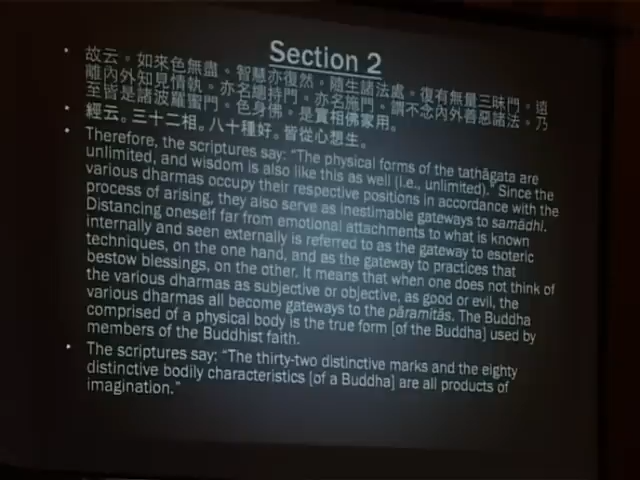 Section 2
• 故云。如來色無盡。智慧亦復然。隨生諸法處。復有無量三昧門。遠
離內外知見情執。亦名總持門。亦名施門。謂不念內外善惡諸法。乃
至皆是諸波羅蜜門。色身佛。是實相佛家用。
• 經云。三十二相。八十種好。皆從心想生。
• Therefore, the scriptures say: “The physical forms of the tathāgata are
unlimited, and wisdom is also like this as well (i.e., unlimited).” Since the
various dharmas occupy their respective positions in accordance with the
process of arising, they also serve as inestimable gateways to samādhi.
Distancing oneself far from emotional attachments to what is known
internally and seen externally is referred to as the gateway to esoteric
techniques, on the one hand, and as the gateway to practices that
bestow blessings, on the other. It means that when one does not think of
the various dharmas as subjective or objective, as good or evil, the
various dharmas all become gateways to the pāramitās. The Buddha
comprised of a physical body is the true form [of the Buddha] used by
members of the Buddhist faith.
• The scriptures say: “The thirty-two distinctive marks and the eighty
distinctive bodily characteristics [of a Buddha] are all products of
imagination.”